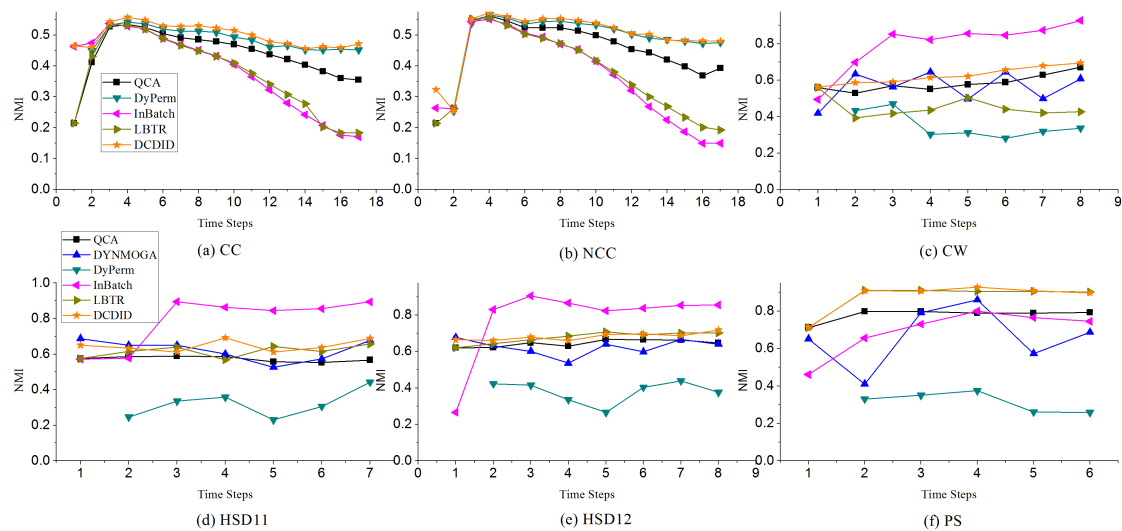 NMI
0.5
0.4
0.3
0.2
0.1
0.0
QCA
DyPerm
InBatch
LBTR
DCDID
0 2 4 6 8 10 12 14 16 18
Time Steps
(a) CC
NMI
0.5
0.4
0.3
0.2
0.1
0.0
0 2 4 6 8 10 12 14 16 18
Time Steps
(b) NCC
NMI
0.8
0.6
0.4
0.2
0.0
0 1 2 3 4 5 6 7 8 9
Time Steps
(c) CW
QCA
DYNMOGA
DyPerm
InBatch
LBTR
DCDID
NMI
1.0
0.8
0.6
0.4
0.2
0.0
1 2 3 4 5 6 7
Time Steps
(d) HSD11
NMI
0.8
0.6
0.4
0.2
0.0
0 1 2 3 4 5 6 7 8 9
Time Steps
(e) HSD12
NMI
0.8
0.6
0.4
0.2
0.0
1 2 3 4 5 6
Time Steps
(f) PS